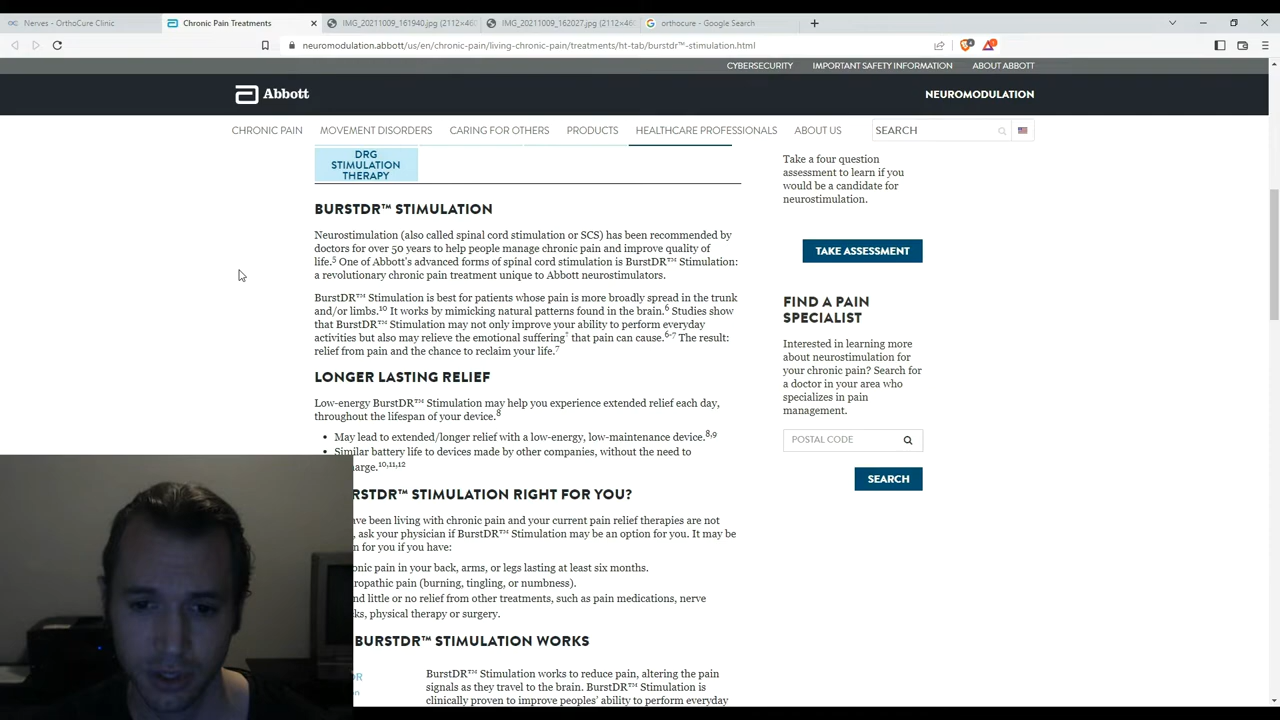 Nerves - OrthoCure Clinic
Chronic Pain Treatments
IMG_20211009_161940.jpg (2112×46
IMG_20211009_162027.jpg (2112×46
orthocure - Google Search
neuromodulation.abbott/us/en/chronic-pain/living-chronic-pain/treatments/ht-tab/burstdr™-stimulation.html
CYBERSECURITY IMPORTANT SAFETY INFORMATION ABOUT ABBOTT
Abbott
NEUROMODULATION
CHRONIC PAIN MOVEMENT DISORDERS CARING FOR OTHERS PRODUCTS HEALTHCARE PROFESSIONALS ABOUT US SEARCH
DRG
STIMULATION
THERAPY
BURSTDR™ STIMULATION
Neurostimulation (also called spinal cord stimulation or SCS) has been recommended by
doctors for over 50 years to help people manage chronic pain and improve quality of
life.5 One of Abbott's advanced forms of spinal cord stimulation is BurstDR™ Stimulation:
a revolutionary chronic pain treatment unique to Abbott neurostimulators.
BurstDR™ Stimulation is best for patients whose pain is more broadly spread in the trunk
and/or limbs.10 It works by mimicking natural patterns found in the brain.6 Studies show
that BurstDR™ Stimulation may not only improve your ability to perform everyday
activities but also may relieve the emotional suffering* that pain can cause.6-7 The result:
relief from pain and the chance to reclaim your life.7
LONGER LASTING RELIEF
Low-energy BurstDR™ Stimulation may help you experience extended relief each day,
throughout the lifespan of your device.8
• May lead to extended/longer relief with a low-energy, low-maintenance device.8,9
• Similar battery life to devices made by other companies, without the need to
arge.10,11,12
RSTDR™ STIMULATION RIGHT FOR YOU?
ave been living with chronic pain and your current pain relief therapies are not
, ask your physician if BurstDR™ Stimulation may be an option for you. It may be
n for you if you have:
onic pain in your back, arms, or legs lasting at least six months.
ropathic pain (burning, tingling, or numbness).
nd little or no relief from other treatments, such as pain medications, nerve
ks, physical therapy or surgery.
BURSTDR™ STIMULATION WORKS
DR
on
BurstDR™ Stimulation works to reduce pain, altering the pain
signals as they travel to the brain. BurstDR™ Stimulation is
clinically proven to improve peoples' ability to perform everyday
Take a four question
assessment to learn if you
would be a candidate for
neurostimulation.
TAKE ASSESSMENT
FIND A PAIN
SPECIALIST
Interested in learning more
about neurostimulation for
your chronic pain? Search for
a doctor in your area who
specializes in pain
management.
POSTAL CODE
SEARCH